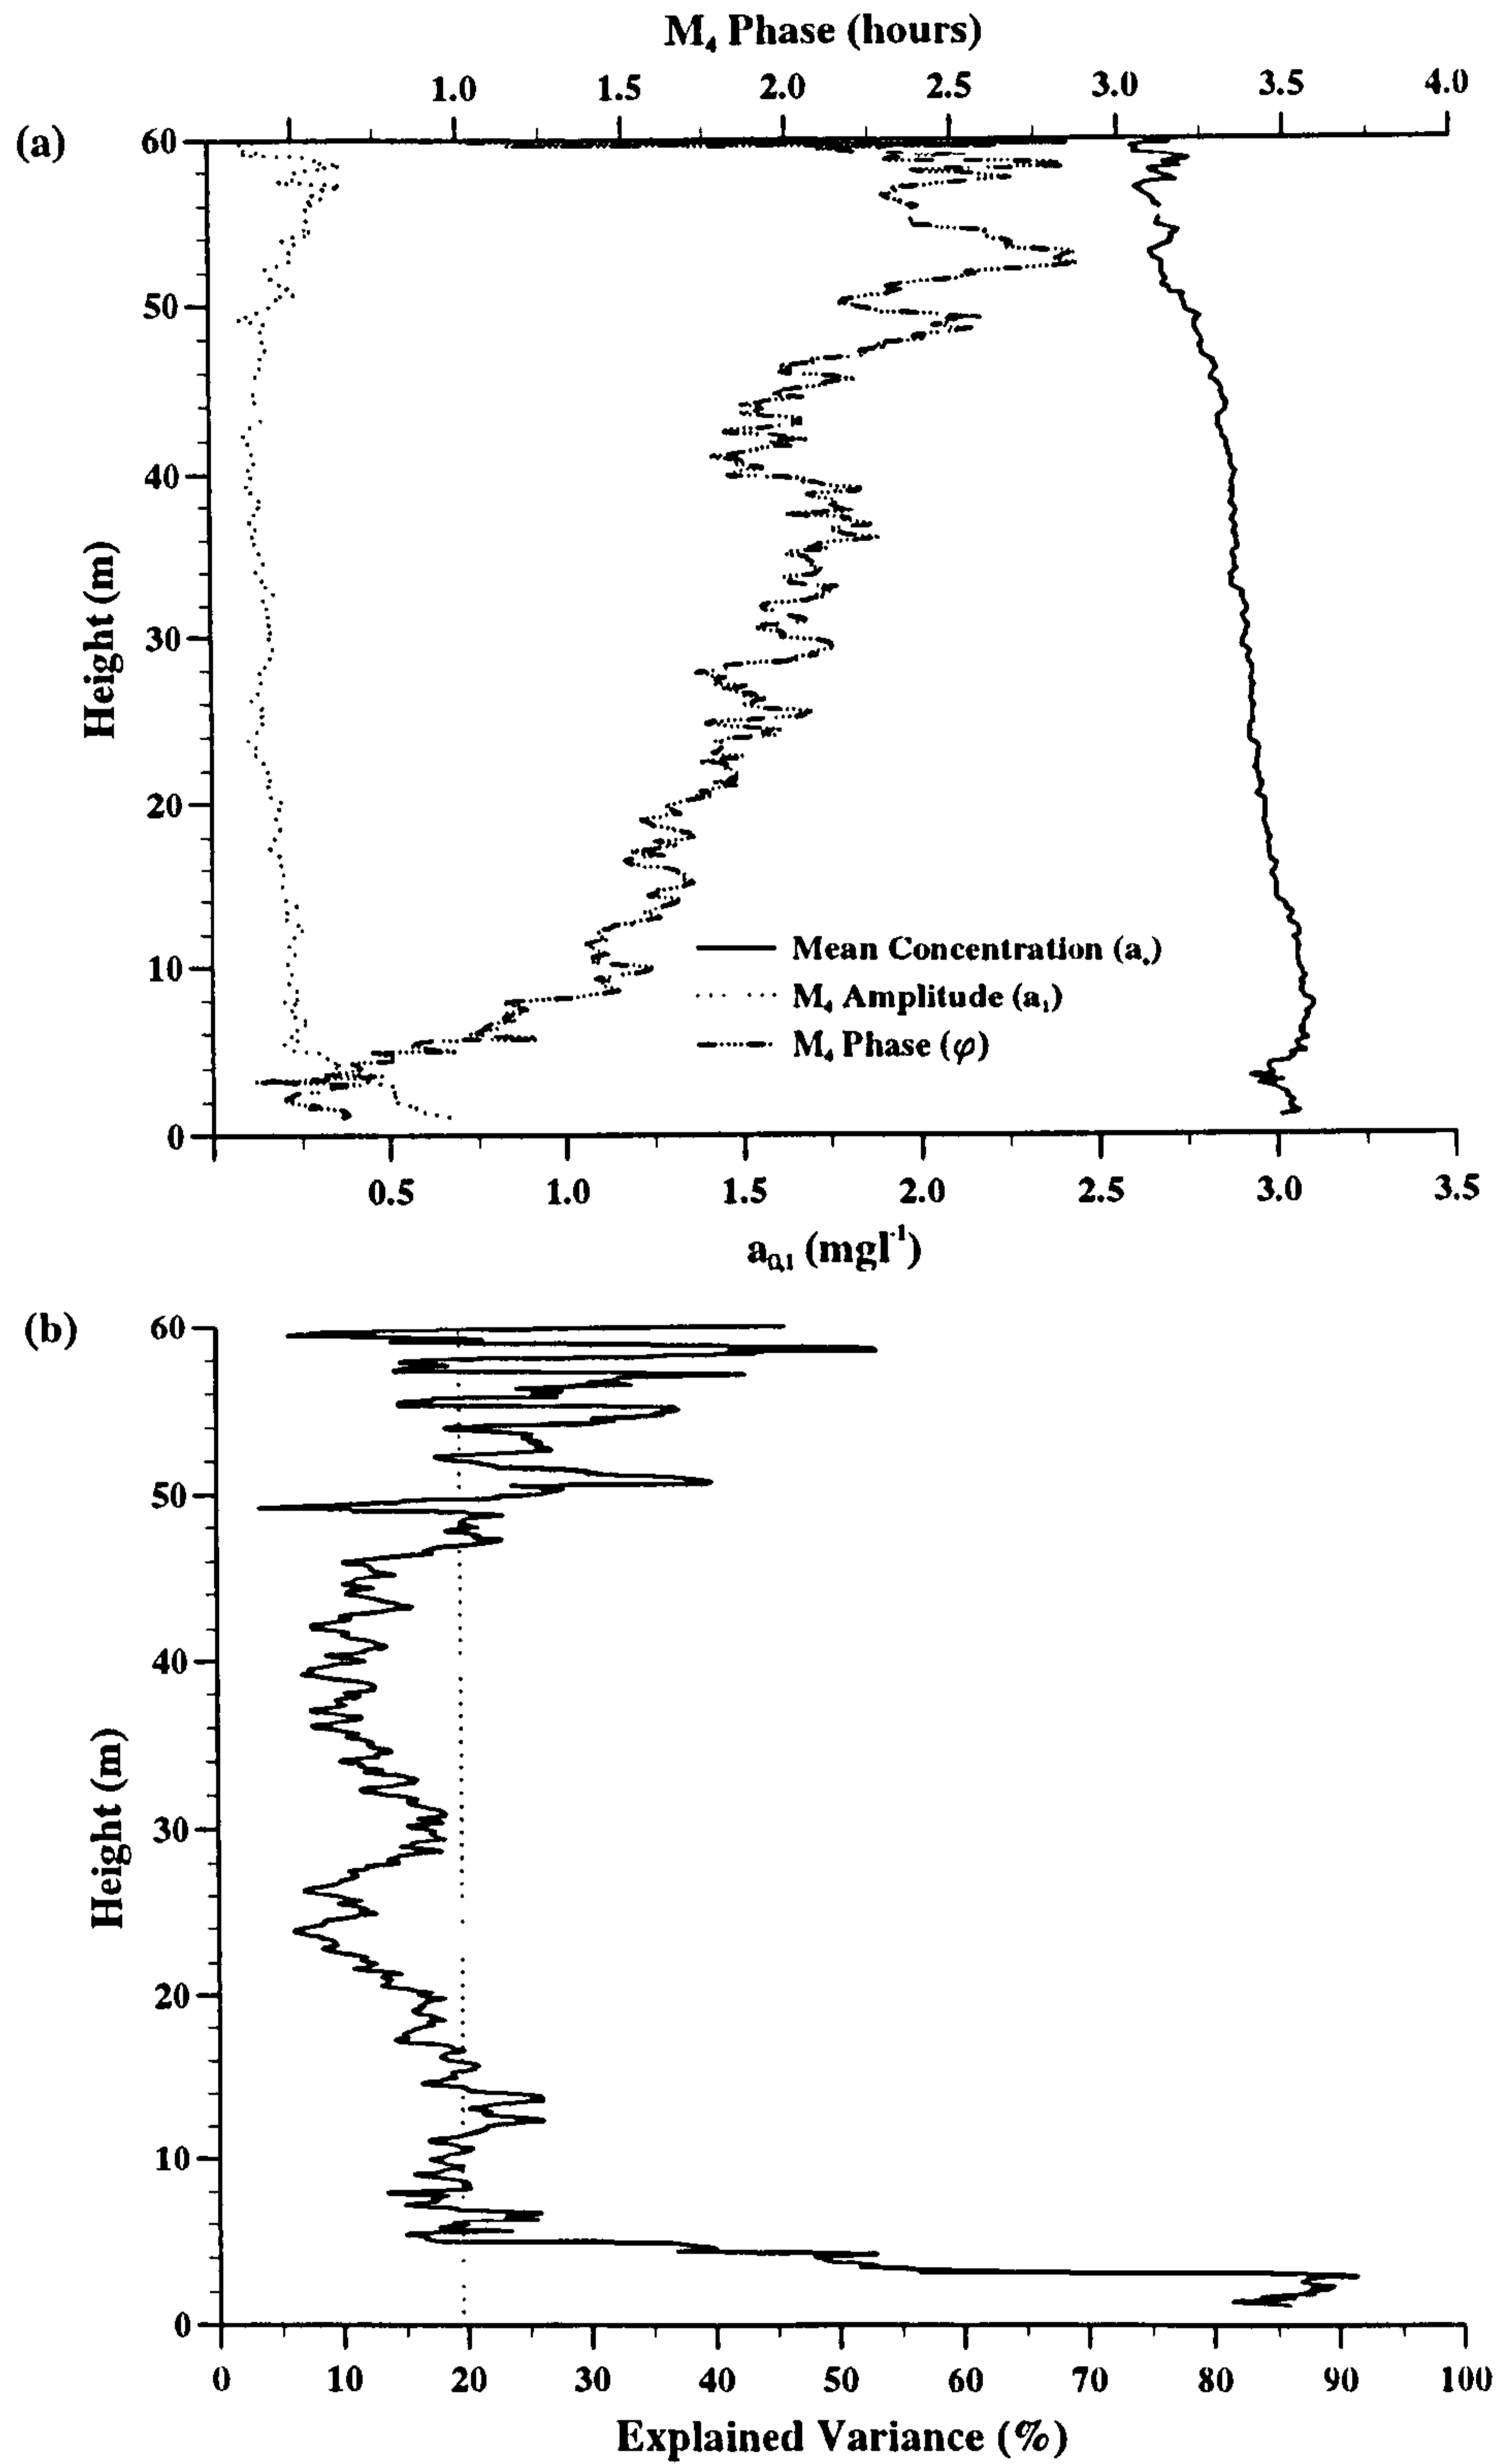 M₄ Phase (hours)
1.0 1.5 2.0 2.5 3.0 3.5 4.0
(a)
60
50
40
30
20
10
0
Height (m)
Mean Concentration (a₀)
M₄ Amplitude (a₁)
M₄ Phase (φ)
0.5 1.0 1.5 2.0 2.5 3.0 3.5
a₀,₁ (mgl⁻¹)
(b)
60
50
40
30
20
10
0
Height (m)
0 10 20 30 40 50 60 70 80 90 100
Explained Variance (%)